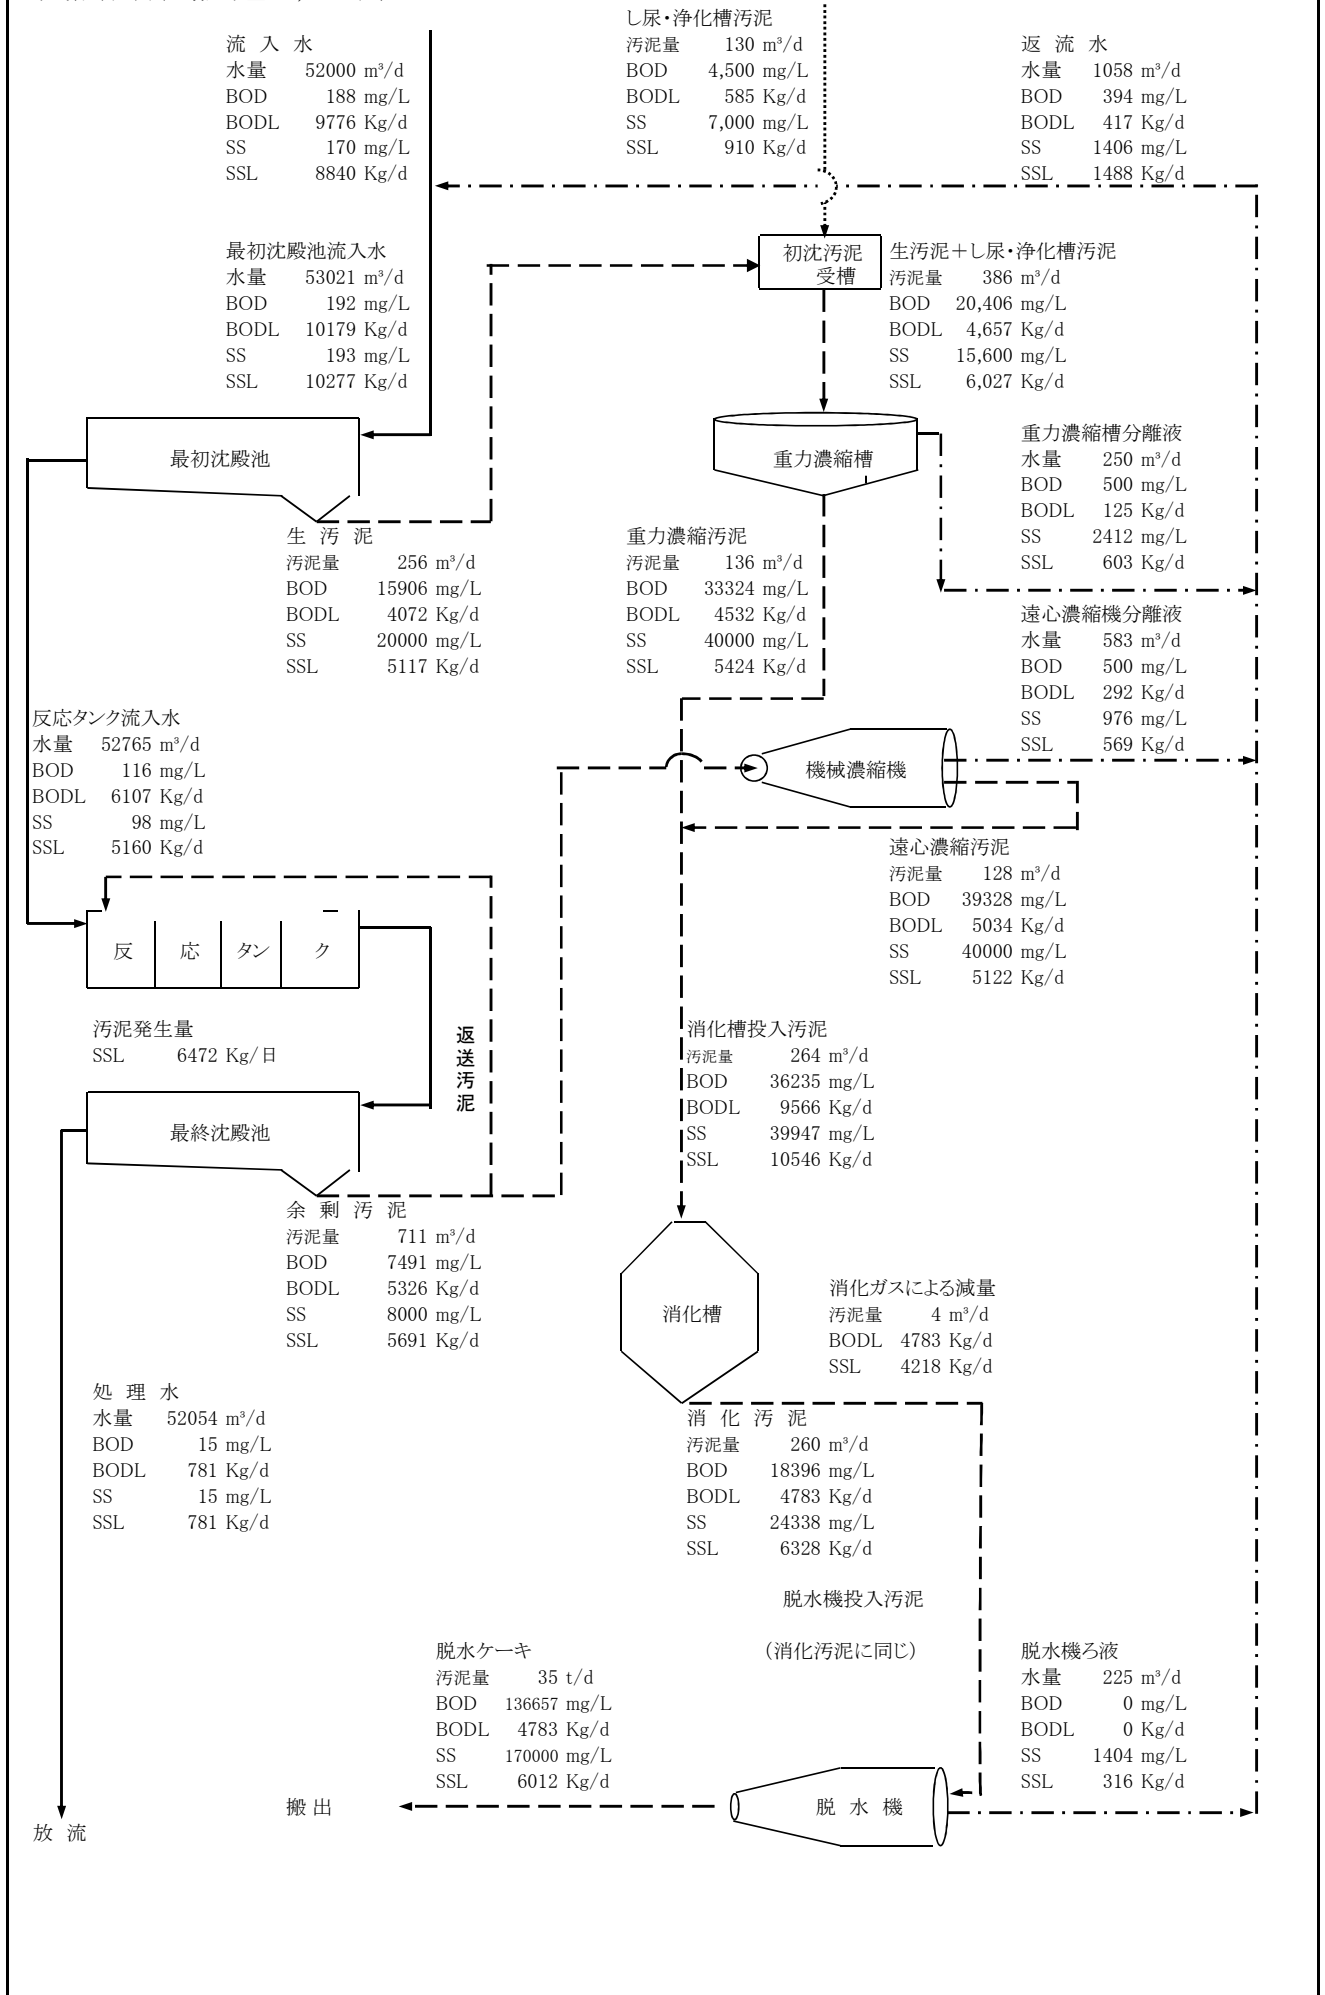 し尿・浄化槽汚泥
汚泥量 130 m³/d
BOD 4,500 mg/L
BODL 585 Kg/d
SS 7,000 mg/L
SSL 910 Kg/d
流 入 水
水量 52000 m³/d
BOD 188 mg/L
BODL 9776 Kg/d
SS 170 mg/L
SSL 8840 Kg/d
返 流 水
水量 1058 m³/d
BOD 394 mg/L
BODL 417 Kg/d
SS 1406 mg/L
SSL 1488 Kg/d
最初沈殿池流入水
水量 53021 m³/d
BOD 192 mg/L
BODL 10179 Kg/d
SS 193 mg/L
SSL 10277 Kg/d
初沈汚泥
受槽
生汚泥＋し尿・浄化槽汚泥
汚泥量 386 m³/d
BOD 20,406 mg/L
BODL 4,657 Kg/d
SS 15,600 mg/L
SSL 6,027 Kg/d
最初沈殿池
重力濃縮槽
重力濃縮槽分離液
水量 250 m³/d
BOD 500 mg/L
BODL 125 Kg/d
SS 2412 mg/L
SSL 603 Kg/d
生 汚 泥
汚泥量 256 m³/d
BOD 15906 mg/L
BODL 4072 Kg/d
SS 20000 mg/L
SSL 5117 Kg/d
重力濃縮汚泥
汚泥量 136 m³/d
BOD 33324 mg/L
BODL 4532 Kg/d
SS 40000 mg/L
SSL 5424 Kg/d
遠心濃縮機分離液
水量 583 m³/d
BOD 500 mg/L
BODL 292 Kg/d
SS 976 mg/L
SSL 569 Kg/d
反応タンク流入水
水量 52765 m³/d
BOD 116 mg/L
BODL 6107 Kg/d
SS 98 mg/L
SSL 5160 Kg/d
機械濃縮機
遠心濃縮汚泥
汚泥量 128 m³/d
BOD 39328 mg/L
BODL 5034 Kg/d
SS 40000 mg/L
SSL 5122 Kg/d
反 応 タン ク
汚泥発生量
SSL 6472 Kg/日
返送汚泥
消化槽投入汚泥
汚泥量 264 m³/d
BOD 36235 mg/L
BODL 9566 Kg/d
SS 39947 mg/L
SSL 10546 Kg/d
最終沈殿池
余 剰 汚 泥
汚泥量 711 m³/d
BOD 7491 mg/L
BODL 5326 Kg/d
SS 8000 mg/L
SSL 5691 Kg/d
消化槽
消化ガスによる減量
汚泥量 4 m³/d
BODL 4783 Kg/d
SSL 4218 Kg/d
処 理 水
水量 52054 m³/d
BOD 15 mg/L
BODL 781 Kg/d
SS 15 mg/L
SSL 781 Kg/d
消 化 汚 泥
汚泥量 260 m³/d
BOD 18396 mg/L
BODL 4783 Kg/d
SS 24338 mg/L
SSL 6328 Kg/d
脱水機投入汚泥
（消化汚泥に同じ）
脱水ケーキ
汚泥量 35 t/d
BOD 136657 mg/L
BODL 4783 Kg/d
SS 170000 mg/L
SSL 6012 Kg/d
脱水機ろ液
水量 225 m³/d
BOD 0 mg/L
BODL 0 Kg/d
SS 1404 mg/L
SSL 316 Kg/d
搬 出
脱 水 機
放 流